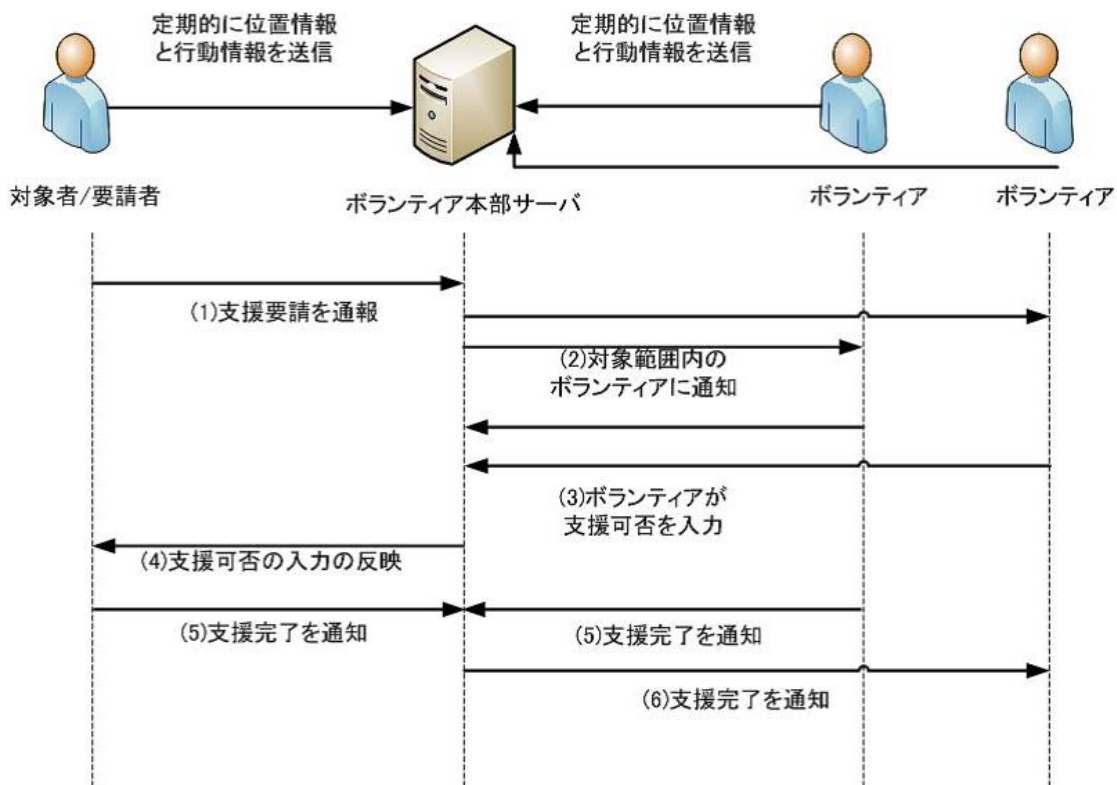 定期的に位置情報
と行動情報を送信
定期的に位置情報
と行動情報を送信
対象者/要請者
ボランティア本部サーバ
ボランティア
ボランティア
(1)支援要請を通報
(2)対象範囲内の
ボランティアに通知
(3)ボランティアが
支援可否を入力
(4)支援可否の入力の反映
(5)支援完了を通知
(5)支援完了を通知
(6)支援完了を通知